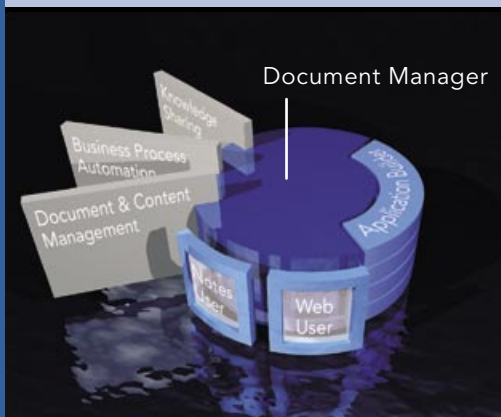 Document Manager
Knowledge
Sharing
Business Process
Automation
Document & Content
Management
Application Builder
Notes
User
Web
User